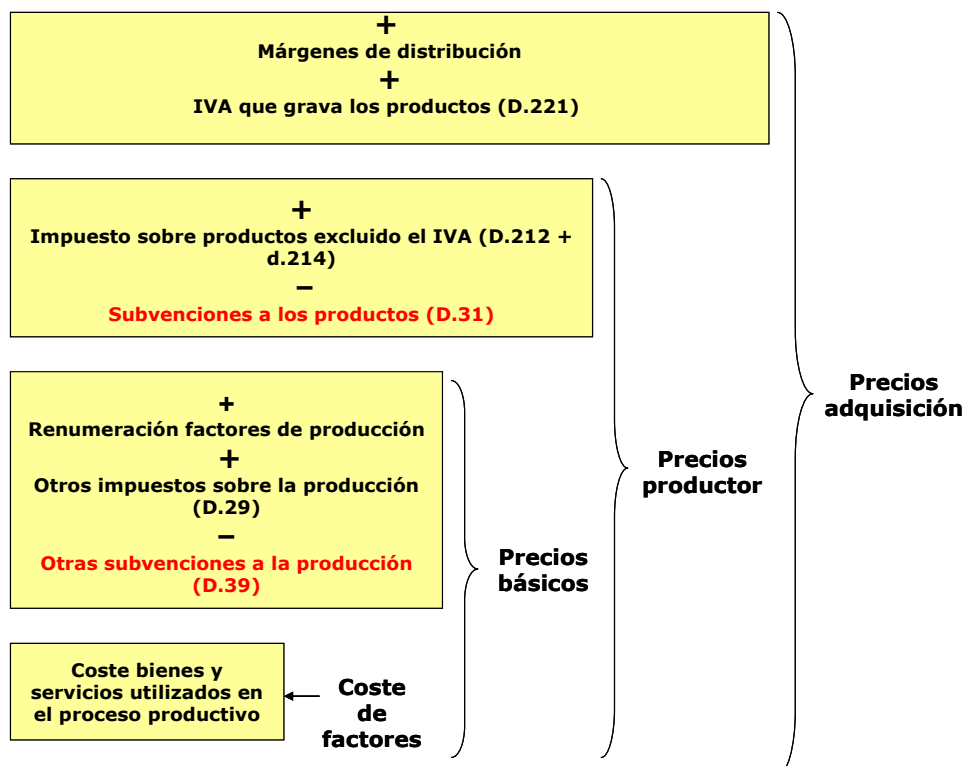 +
Márgenes de distribución
+
IVA que grava los productos (D.221)
+
Impuesto sobre productos excluido el IVA (D.212 +
d.214)
−
Subvenciones a los productos (D.31)
+
Renumeración factores de producción
+
Otros impuestos sobre la producción
(D.29)
−
Otras subvenciones a la producción
(D.39)
Coste bienes y
servicios utilizados en
el proceso productivo
Coste
de
factores
Precios
básicos
Precios
productor
Precios
adquisición